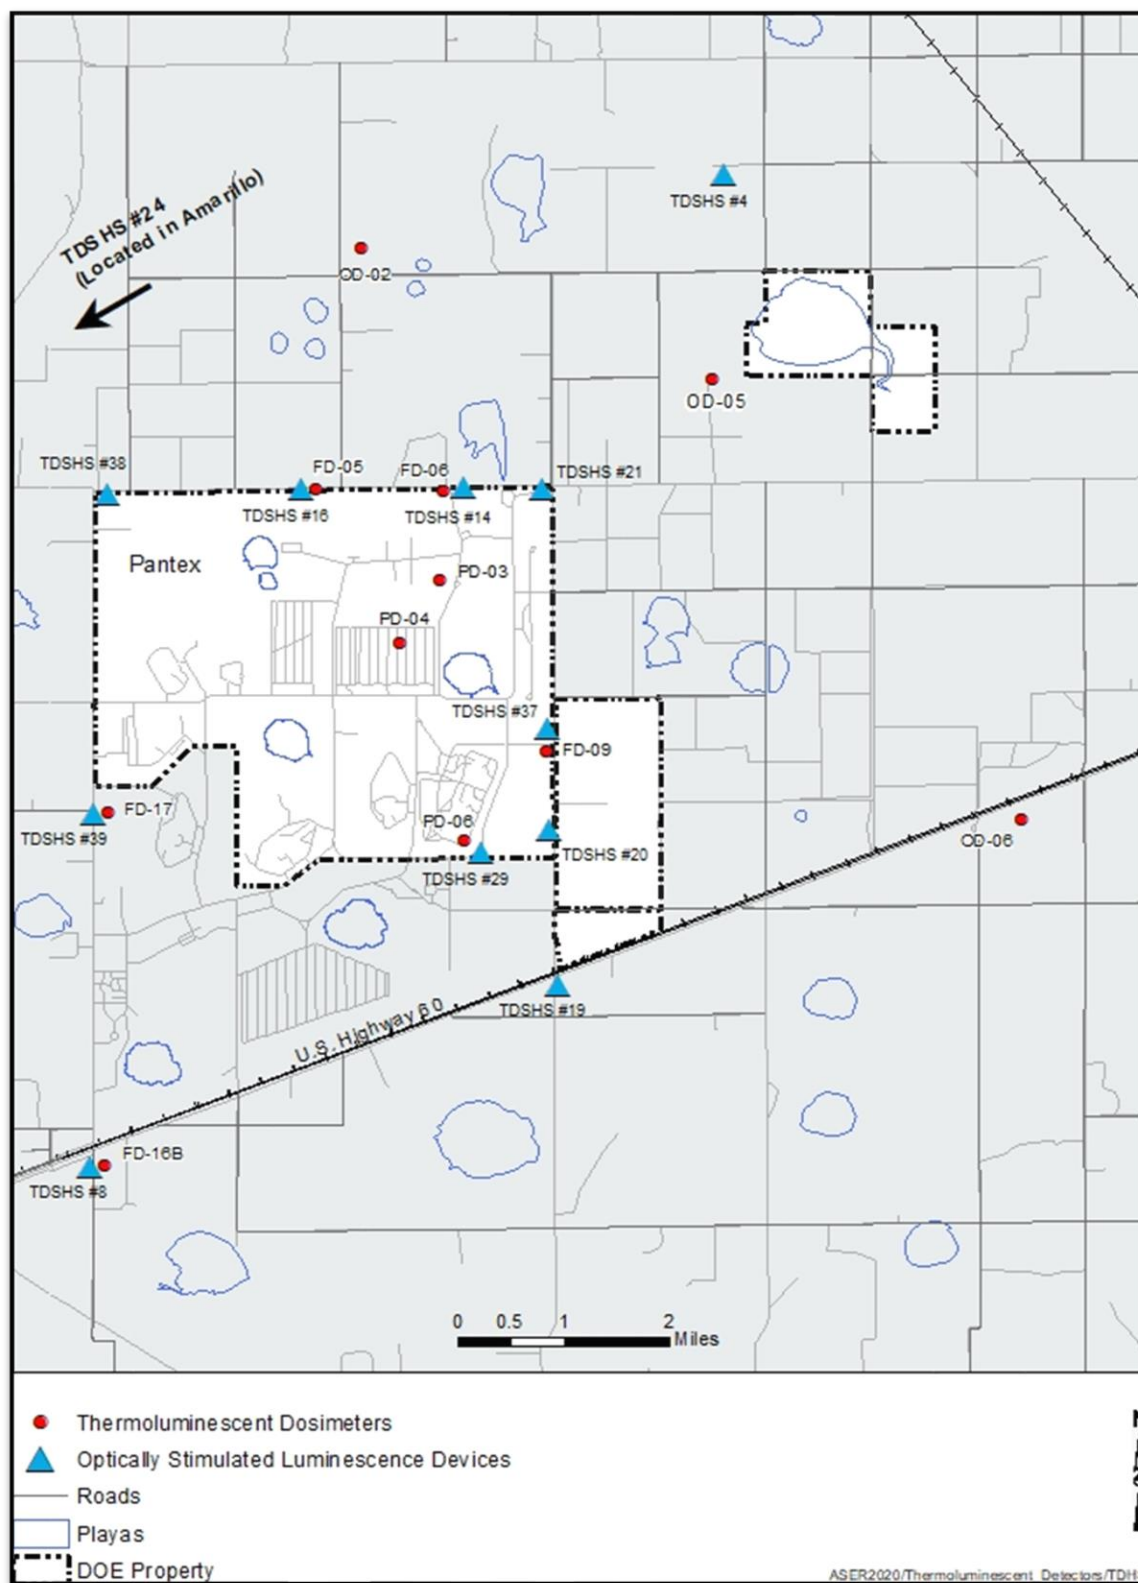 TDSHS #24
(Located in Amarillo)
TDSHS #4
OD-02
OD-05
TDSHS #38
FD-05
FD-06
TDSHS #21
TDSHS #16
TDSHS #14
Pantex
PD-03
PD-04
TDSHS #37
FD-09
FD-17
TDSHS #39
PD-06
TDSHS #20
TDSHS #29
OD-06
TDSHS #19
U.S. Highway 60
FD-16B
TDSHS #8
0 0.5 1 2
Miles
Thermoluminescent Dosimeters
Optically Stimulated Luminescence Devices
Roads
Playas
DOE Property
ASER2020/Thermoluminescent_Detectors/TDH